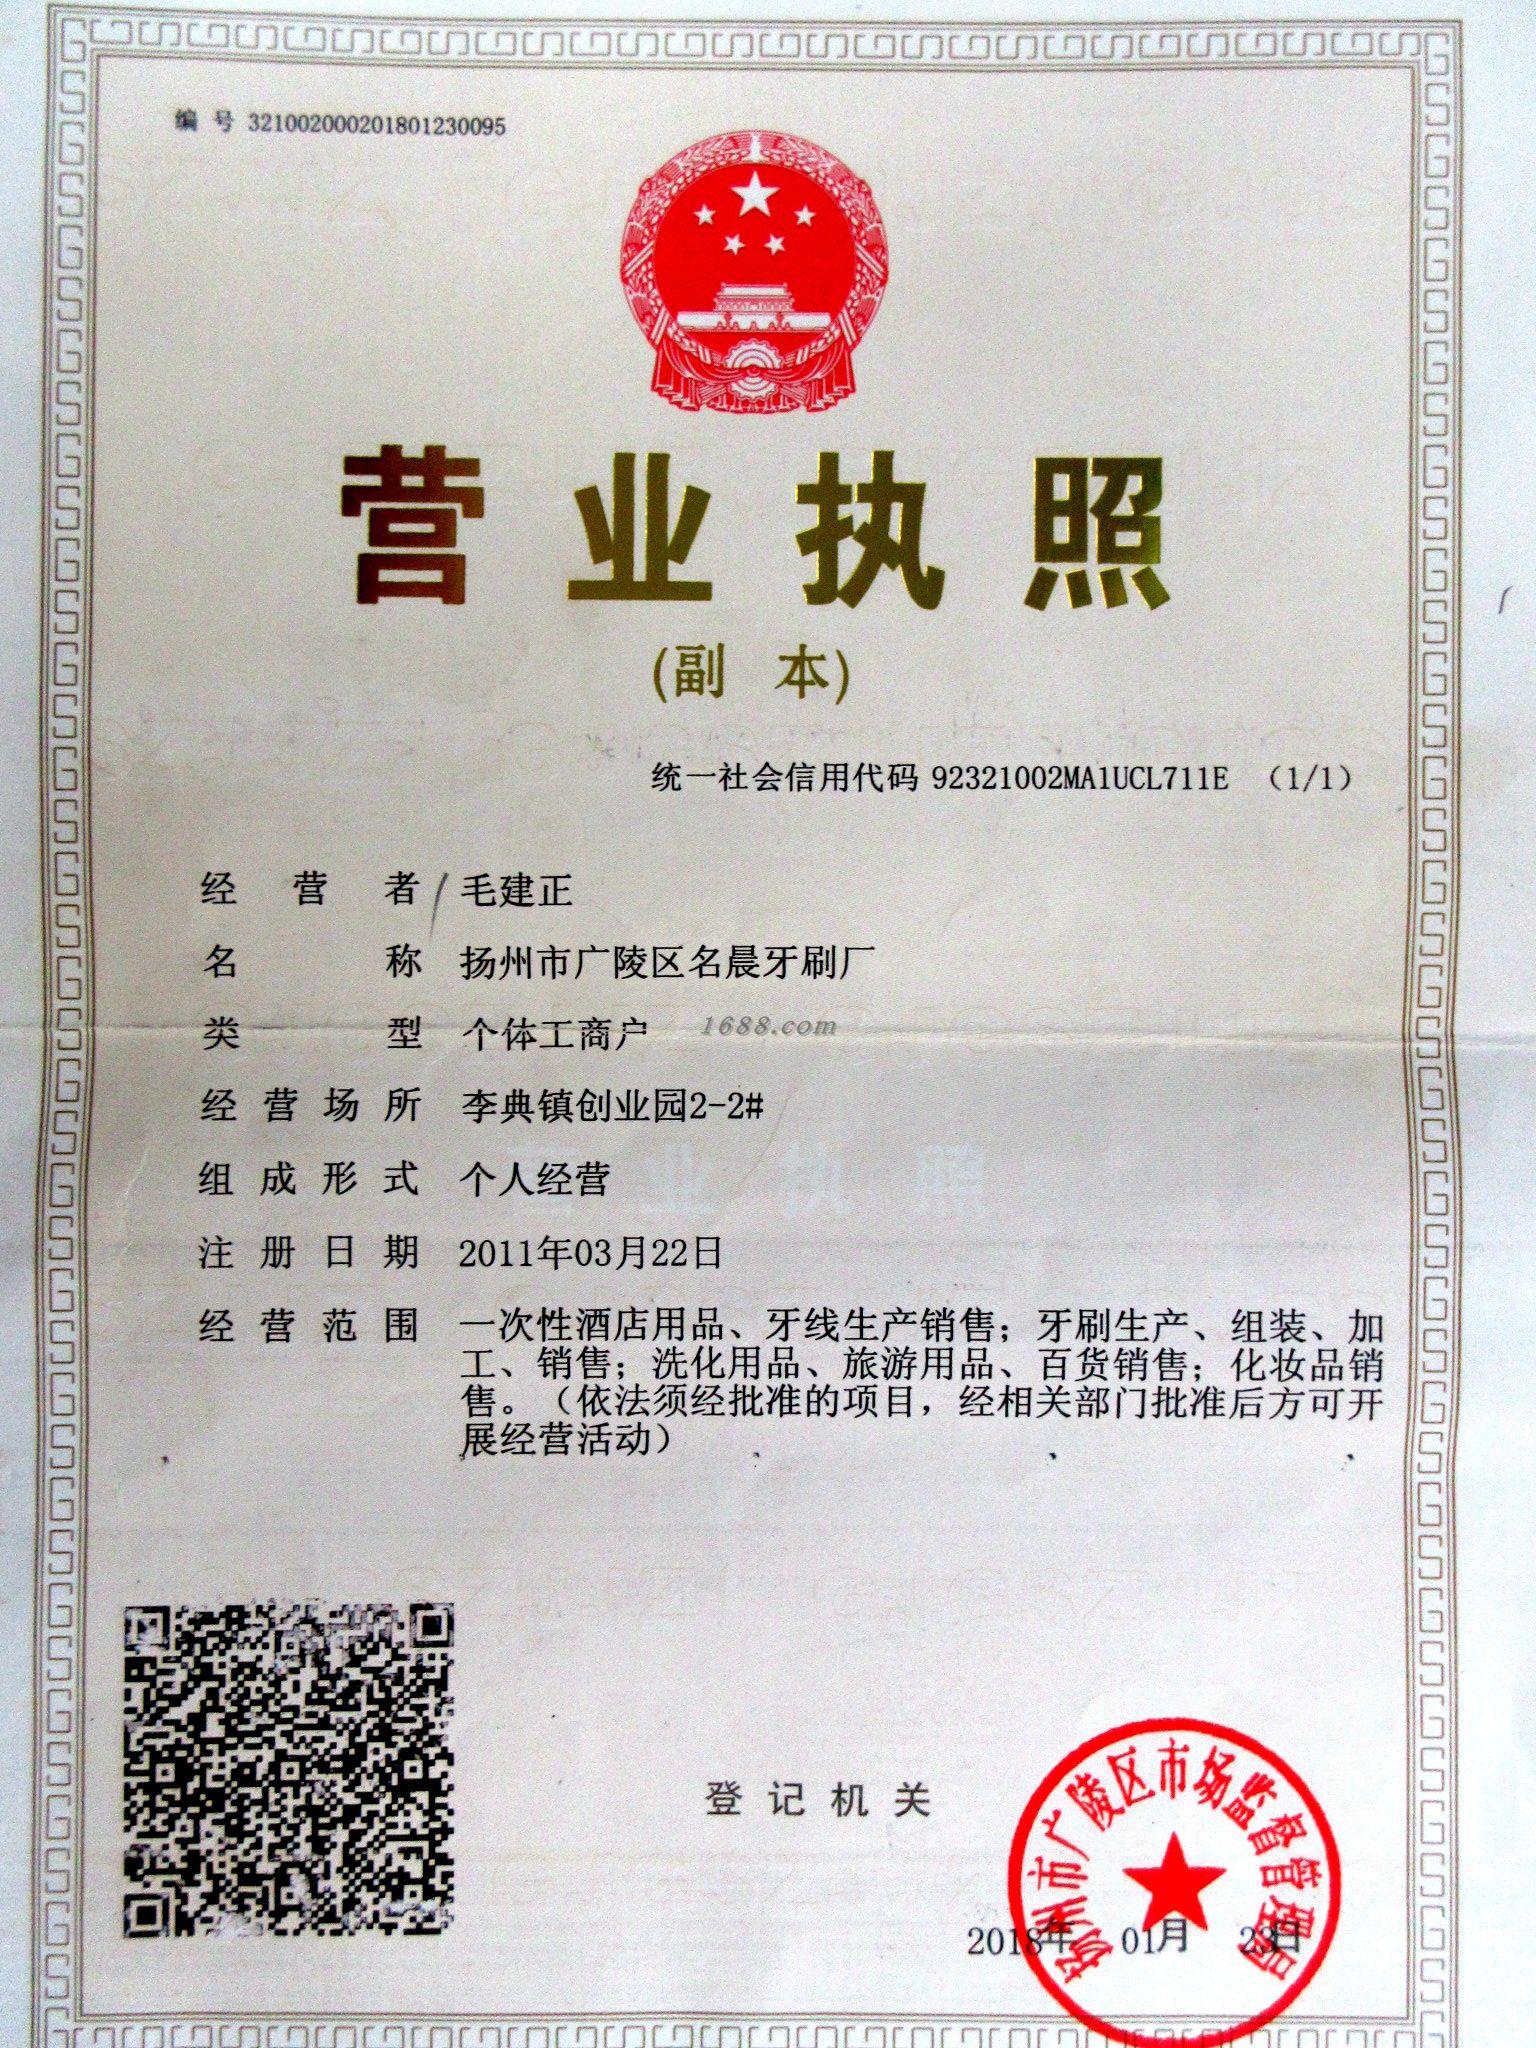 编 号 321002000201801230095
营业执照
(副 本)
统一社会信用代码 92321002MA1UCL711E （1/1）
经营者 毛建正
名称 扬州市广陵区名晨牙刷厂
类型 个体工商户
1688.com
经营场所 李典镇创业园2-2#
组成形式 个人经营
注册日期 2011年03月22日
经营范围 一次性酒店用品、牙线生产销售；牙刷生产、组装、加
工、销售；洗化用品、旅游用品、百货销售；化妆品销
售。（依法须经批准的项目，经相关部门批准后方可开
展经营活动）
登记机关
扬州市广陵区市场监督管理局
2018年 01月 23日